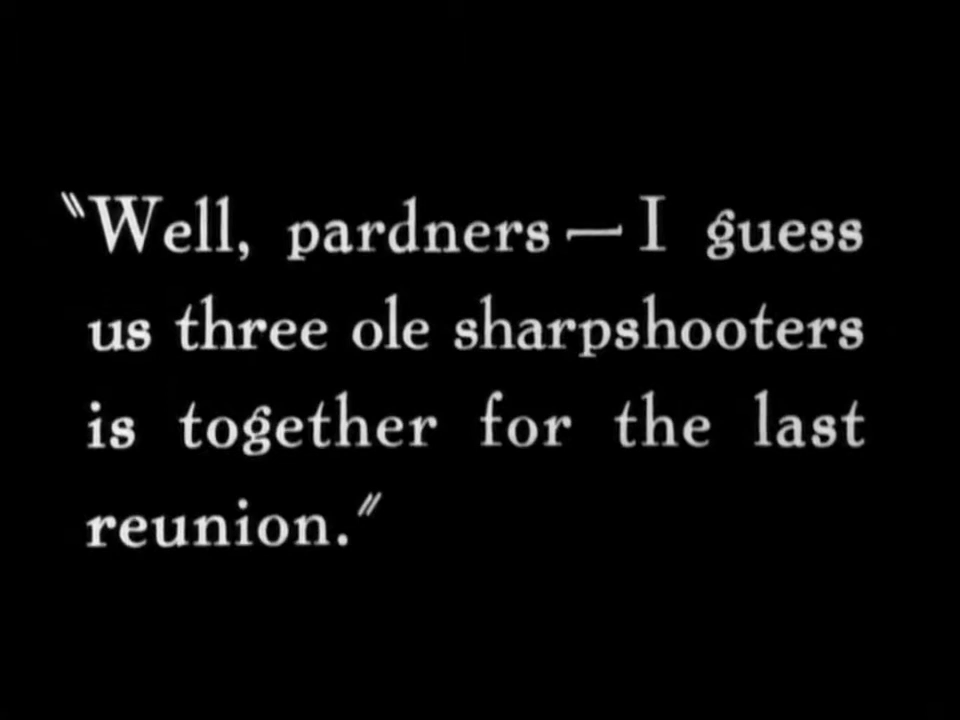 "Well, pardners — I guess
us three ole sharpshooters
is together for the last
reunion."